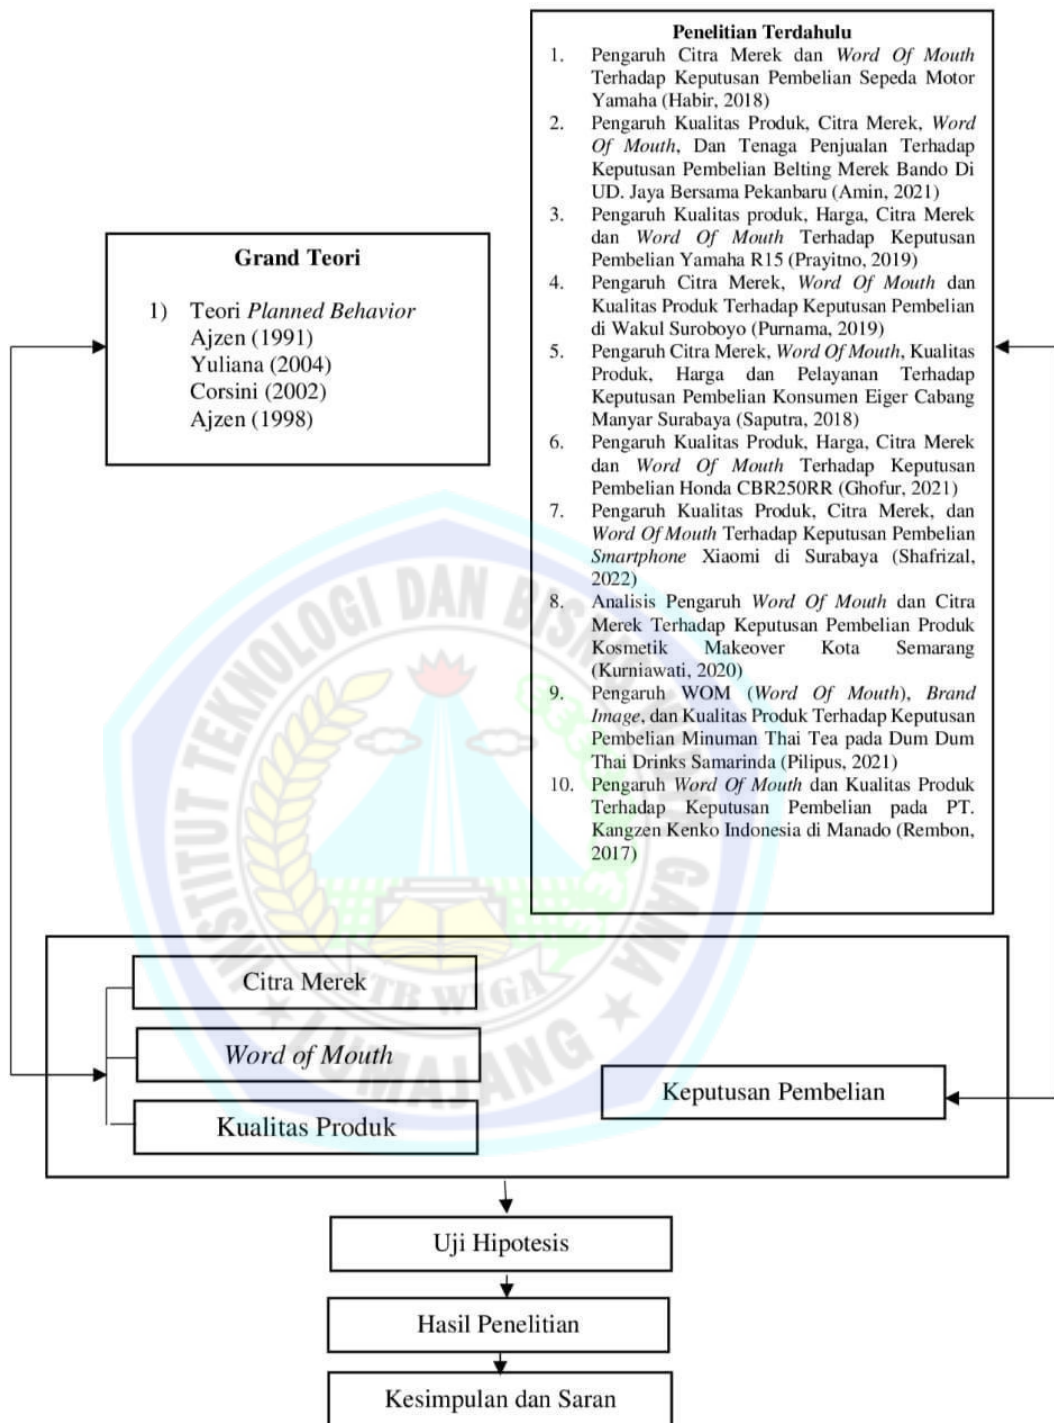 Penelitian Terdahulu
1. Pengaruh Citra Merek dan Word Of Mouth
Terhadap Keputusan Pembelian Sepeda Motor
Yamaha (Habir, 2018)
2. Pengaruh Kualitas Produk, Citra Merek, Word
Of Mouth, Dan Tenaga Penjualan Terhadap
Keputusan Pembelian Belting Merek Bando Di
UD. Jaya Bersama Pekanbaru (Amin, 2021)
3. Pengaruh Kualitas produk, Harga, Citra Merek
dan Word Of Mouth Terhadap Keputusan
Pembelian Yamaha R15 (Prayitno, 2019)
4. Pengaruh Citra Merek, Word Of Mouth dan
Kualitas Produk Terhadap Keputusan Pembelian
di Wakul Suroboyo (Purnama, 2019)
5. Pengaruh Citra Merek, Word Of Mouth, Kualitas
Produk, Harga dan Pelayanan Terhadap
Keputusan Pembelian Konsumen Eiger Cabang
Manyar Surabaya (Saputra, 2018)
6. Pengaruh Kualitas Produk, Harga, Citra Merek
dan Word Of Mouth Terhadap Keputusan
Pembelian Honda CBR250RR (Ghofur, 2021)
7. Pengaruh Kualitas Produk, Citra Merek, dan
Word Of Mouth Terhadap Keputusan Pembelian
Smartphone Xiaomi di Surabaya (Shafrizal,
2022)
8. Analisis Pengaruh Word Of Mouth dan Citra
Merek Terhadap Keputusan Pembelian Produk
Kosmetik Makeover Kota Semarang
(Kurniawati, 2020)
9. Pengaruh WOM (Word Of Mouth), Brand
Image, dan Kualitas Produk Terhadap Keputusan
Pembelian Minuman Thai Tea pada Dum Dum
Thai Drinks Samarinda (Pilipus, 2021)
10. Pengaruh Word Of Mouth dan Kualitas Produk
Terhadap Keputusan Pembelian pada PT.
Kangzen Kenko Indonesia di Manado (Rembon,
2017)
Grand Teori
1) Teori Planned Behavior
Ajzen (1991)
Yuliana (2004)
Corsini (2002)
Ajzen (1998)
INSTITUT TEKNOLOGI DAN BISNIS WIDYA GAMA
ITB WIGA
LUMAJANG
Citra Merek
Word of Mouth
Kualitas Produk
Keputusan Pembelian
Uji Hipotesis
Hasil Penelitian
Kesimpulan dan Saran